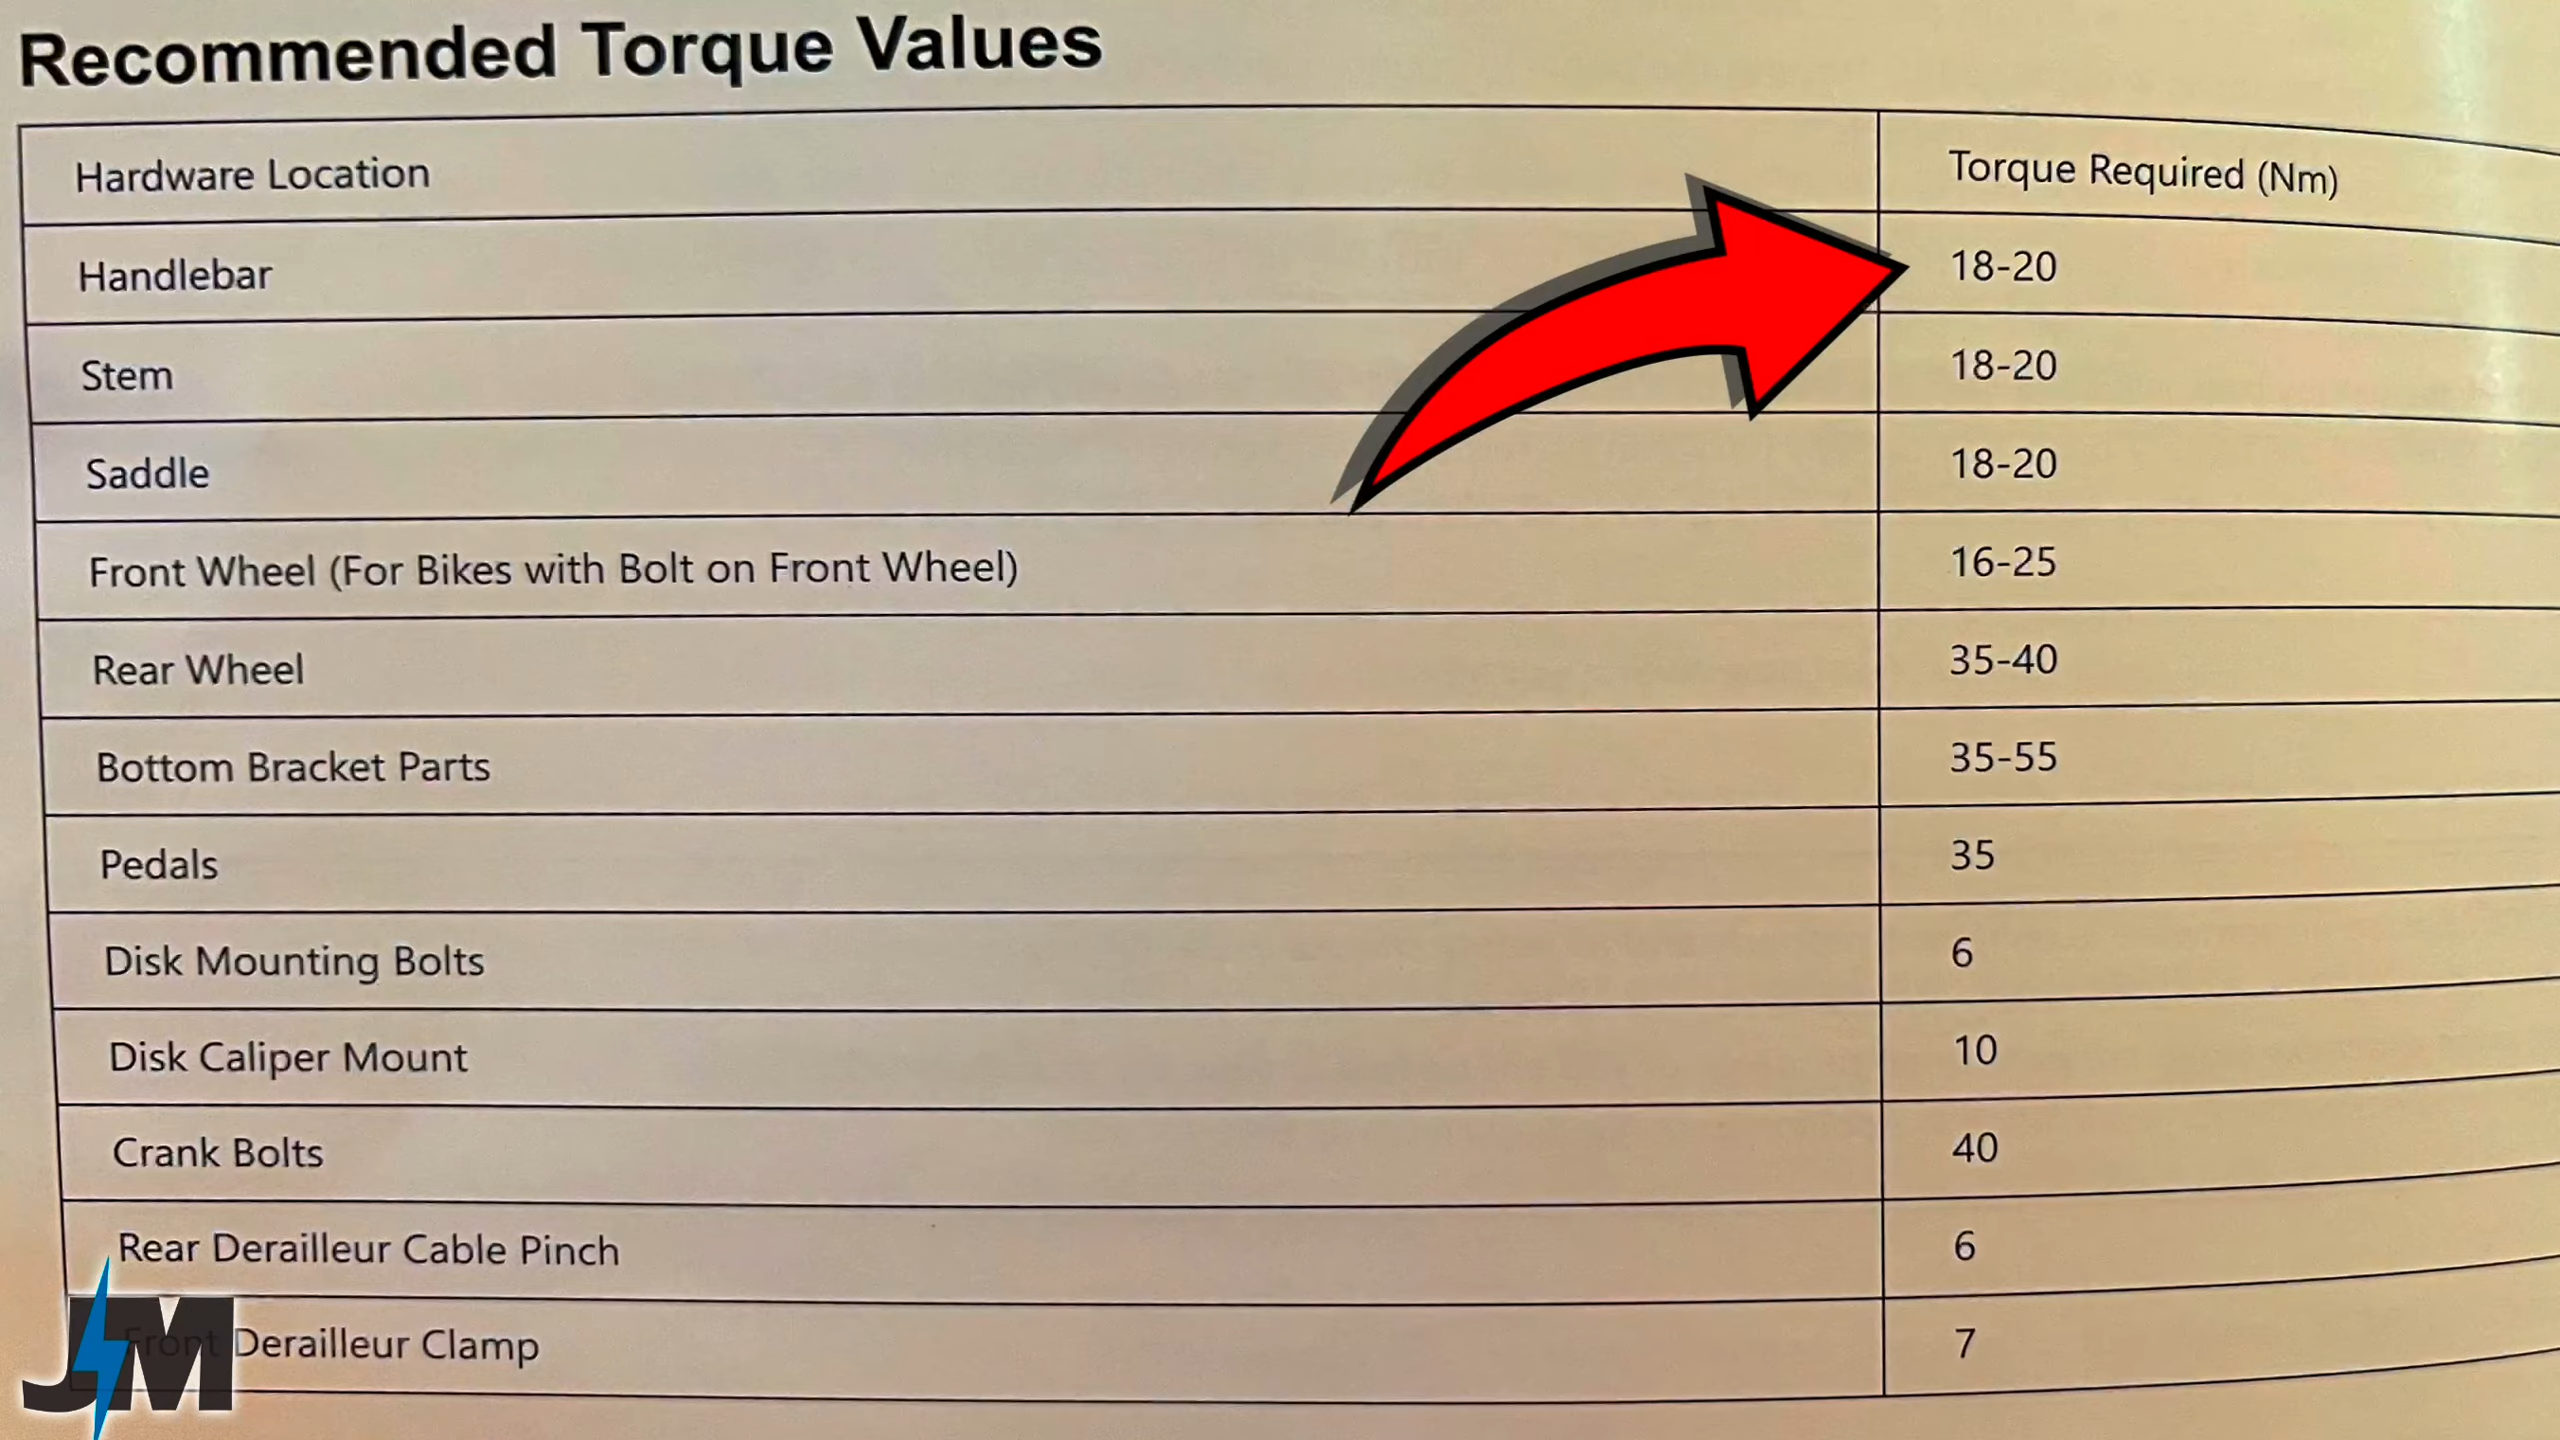 Recommended Torque Values
Hardware Location Torque Required (Nm)
Handlebar 18-20
Stem 18-20
Saddle 18-20
Front Wheel (For Bikes with Bolt on Front Wheel) 16-25
Rear Wheel 35-40
Bottom Bracket Parts 35-55
Pedals 35
Disk Mounting Bolts 6
Disk Caliper Mount 10
Crank Bolts 40
Rear Derailleur Cable Pinch 6
Front Derailleur Clamp 7
JM